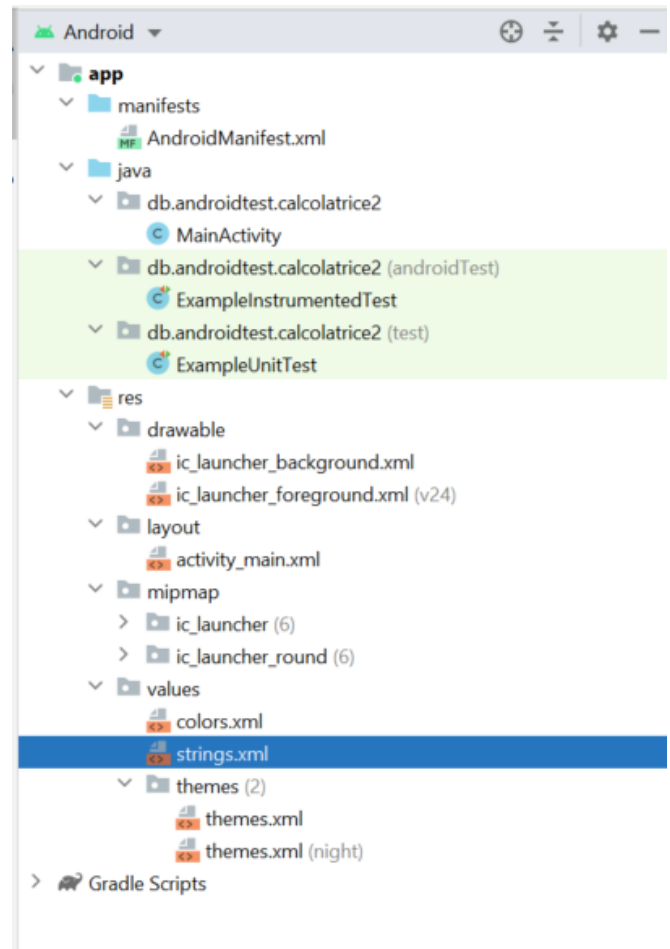 Android
app
manifests
MF AndroidManifest.xml
java
db.androidtest.calcolatrice2
C MainActivity
db.androidtest.calcolatrice2 (androidTest)
C ExampleInstrumentedTest
db.androidtest.calcolatrice2 (test)
C ExampleUnitTest
res
drawable
<> ic_launcher_background.xml
<> ic_launcher_foreground.xml (v24)
layout
<> activity_main.xml
mipmap
ic_launcher (6)
ic_launcher_round (6)
values
<> colors.xml
<> strings.xml
themes (2)
<> themes.xml
<> themes.xml (night)
Gradle Scripts